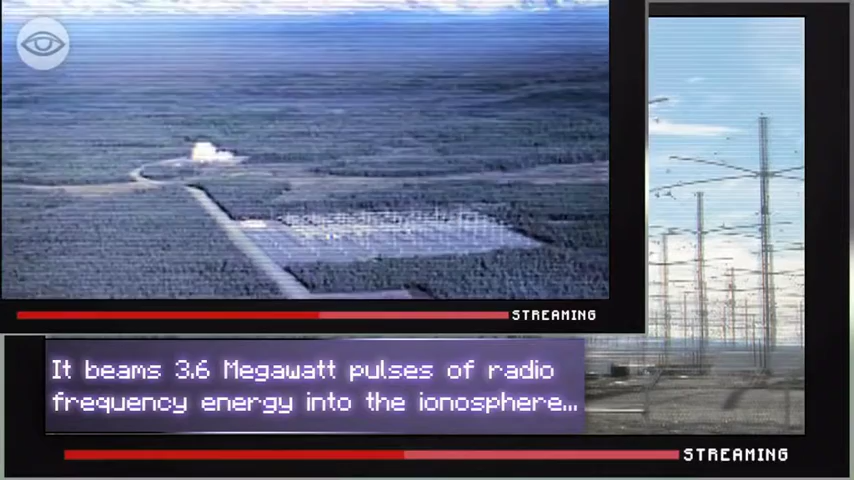 STREAMING
It beams 3.6 Megawatt pulses of radio
frequency energy into the ionosphere...
STREAMING